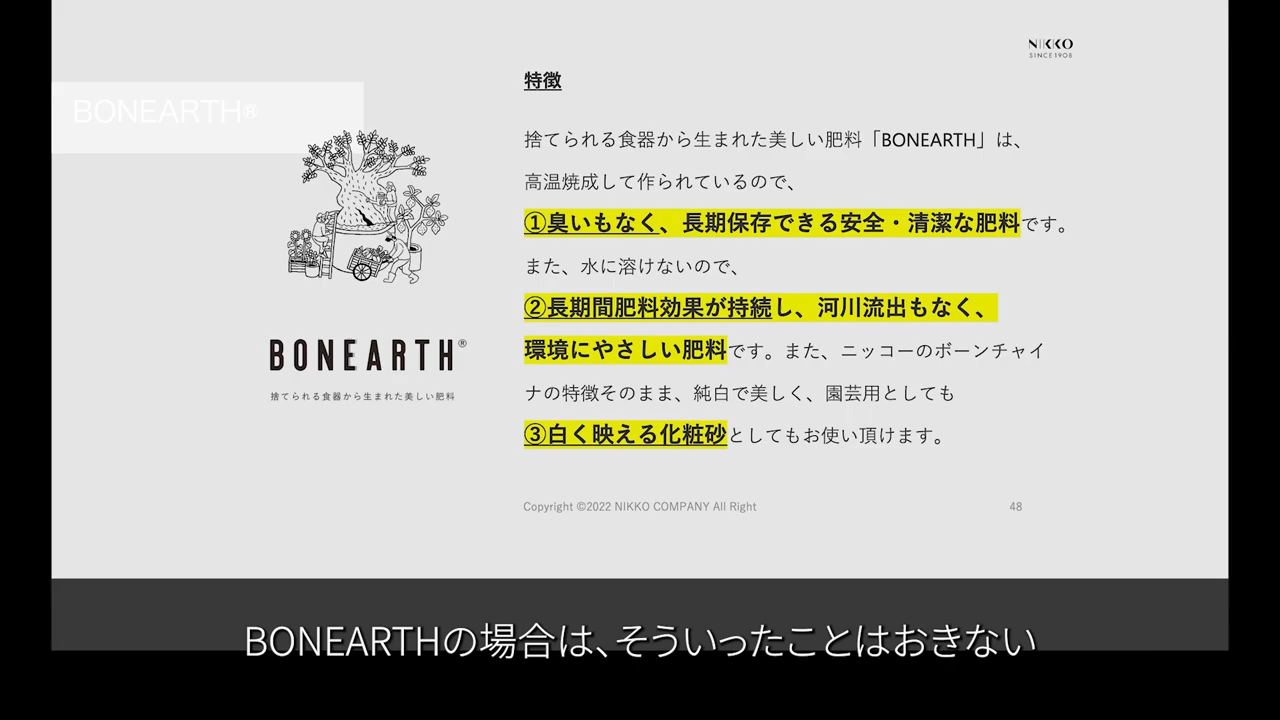 NIKKO
SINCE 1908
特徴
BONEARTH®
捨てられる食器から生まれた美しい肥料「BONEARTH」は、
高温焼成して作られているので、
①臭いもなく、長期保存できる安全・清潔な肥料です。
また、水に溶けないので、
②長期間肥料効果が持続し、河川流出もなく、
環境にやさしい肥料です。また、ニッコーのボーンチャイ
ナの特徴そのまま、純白で美しく、園芸用としても
③白く映える化粧砂としてもお使い頂けます。
BONEARTH®
捨てられる食器から生まれた美しい肥料
Copyright ©2022 NIKKO COMPANY All Right
48
BONEARTHの場合は、そういったことはおきない